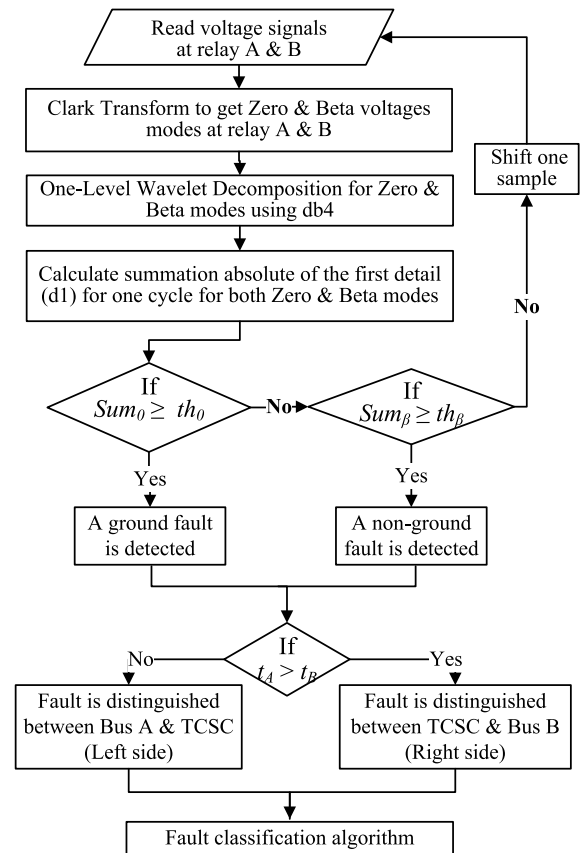 Read voltage signals
at relay A & B
Clark Transform to get Zero & Beta voltages
modes at relay A & B
Shift one
sample
One-Level Wavelet Decomposition for Zero &
Beta modes using db4
Calculate summation absolute of the first detail
(d1) for one cycle for both Zero & Beta modes
No
If
Sum₀ ≥ th₀
No
If
Sumᵦ ≥ thᵦ
Yes
Yes
A ground fault
is detected
A non-ground
fault is detected
If
t_A > t_B
No
Yes
Fault is distinguished
between Bus A & TCSC
(Left side)
Fault is distinguished
between TCSC & Bus B
(Right side)
Fault classification algorithm